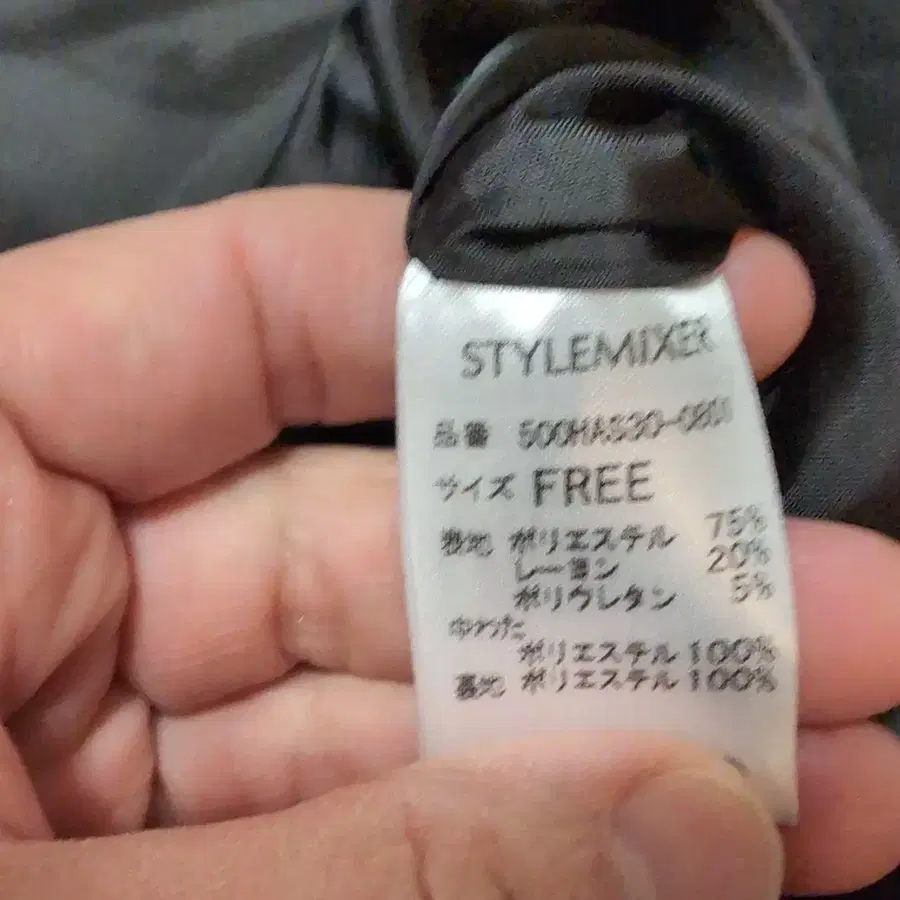 STYLEMIXER
品番 500HAS30-0801
サイズ FREE
表地 ポリエステル 75%
レーヨン 20%
ポリウレタン 5%
中わた
ポリエステル 100%
裏地 ポリエステル 100%